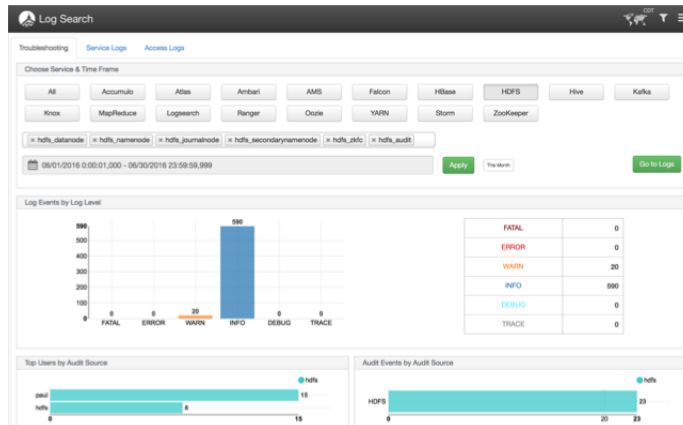 Log Search
CDT
Troubleshooting Service Logs Access Logs
Choose Service & Time Frame
All Accumulo Atlas Ambari AMS Falcon HBase HDFS Hive Kafka
Knox MapReduce Logsearch Ranger Oozie YARN Storm ZooKeeper
× hdfs_datanode × hdfs_namenode × hdfs_journalnode × hdfs_secondarynamenode × hdfs_zkfc × hdfs_audit
06/01/2016 0:00:01,000 - 06/30/2016 23:59:59,999 Apply This Month Go to Logs
Log Events by Log Level
590
500
400
300
200
100
0
0 0 20 590 0 0
FATAL ERROR WARN INFO DEBUG TRACE
FATAL 0
ERROR 0
WARN 20
INFO 590
DEBUG 0
TRACE 0
Top Users by Audit Source
hdfs
paul 15
hdfs 8
0 15
Audit Events by Audit Source
hdfs
HDFS 23
0 20 23